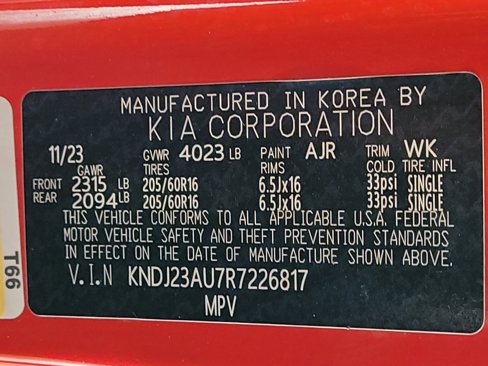 MANUFACTURED IN KOREA BY
KIA CORPORATION
11/23 GVWR 4023 LB PAINT AJR TRIM WK
GAWR TIRES RIMS COLD TIRE INFL
FRONT 2315 LB 205/60R16 6.5Jx16 33psi SINGLE
REAR 2094 LB 205/60R16 6.5Jx16 33psi SINGLE
THIS VEHICLE CONFORMS TO ALL APPLICABLE U.S.A. FEDERAL
MOTOR VEHICLE SAFETY AND THEFT PREVENTION STANDARDS
IN EFFECT ON THE DATE OF MANUFACTURE SHOWN ABOVE.
V.I.N KNDJ23AU7R7226817
MPV
T66